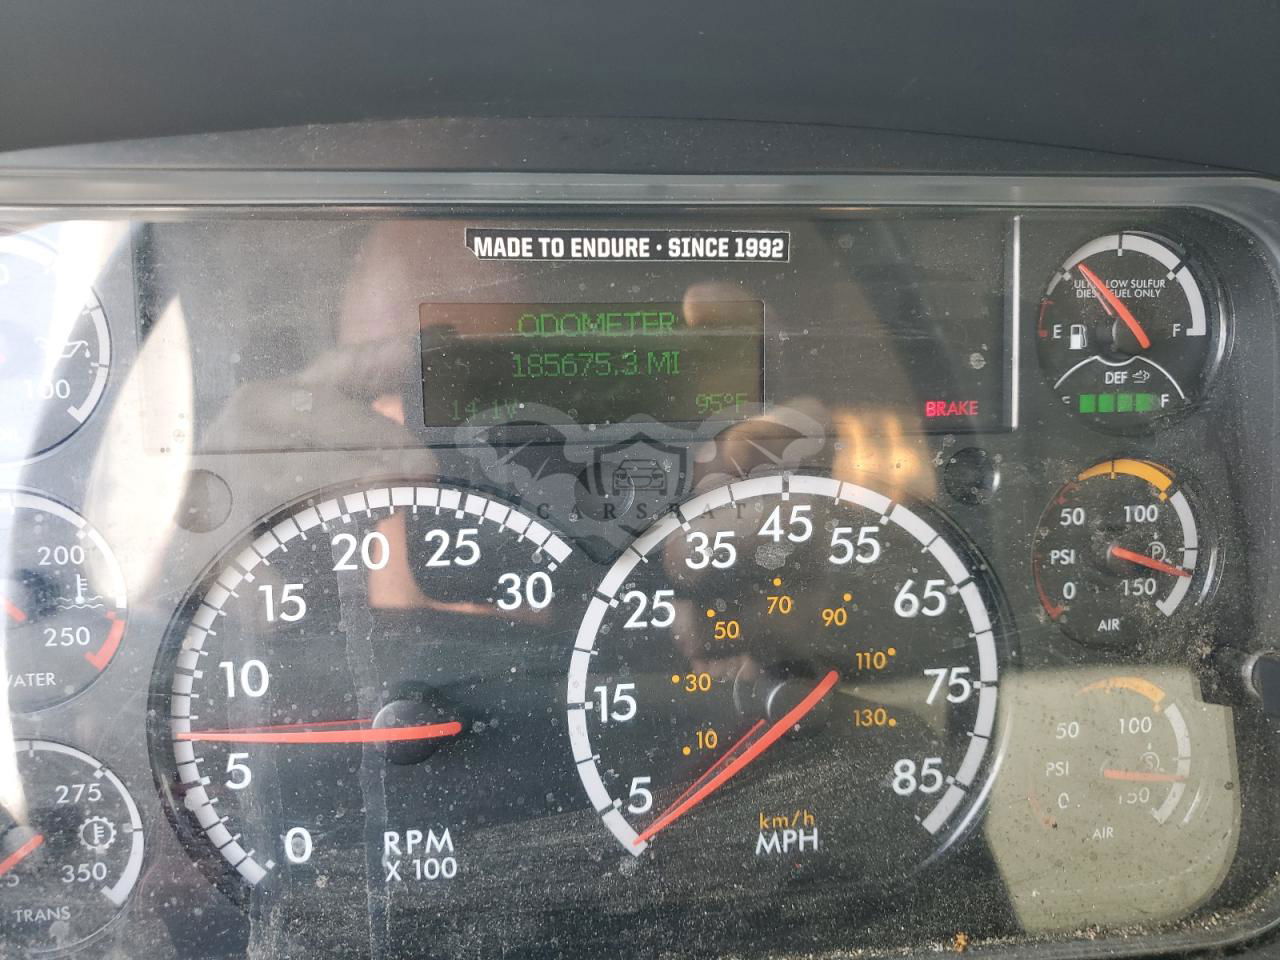 MADE TO ENDURE · SINCE 1992
ODOMETER
185675.3 MI
14.1V 95°F
BRAKE
ULTRA LOW SULFUR
DIESEL FUEL ONLY
E F
DEF
F
CARSBAT
100
200
250
WATER
275
350
TRANS
0 5 10 15 20 25 30
RPM
X 100
5 15 25 35 45 55 65 75 85
10 30 50 70 90 110 130
km/h
MPH
50 100
PSI P
0 150
AIR
50 100
PSI S
0 150
AIR